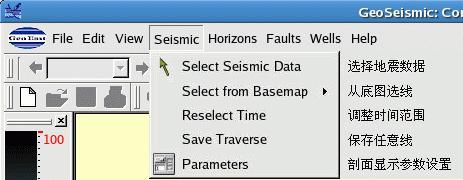 GeoSeismic: Co
Geo East File Edit View Seismic Horizons Faults Wells Help
Select Seismic Data 选择地震数据
Select from Basemap 从底图选线
Reselect Time 调整时间范围
Save Traverse 保存任意线
100 Parameters 剖面显示参数设置